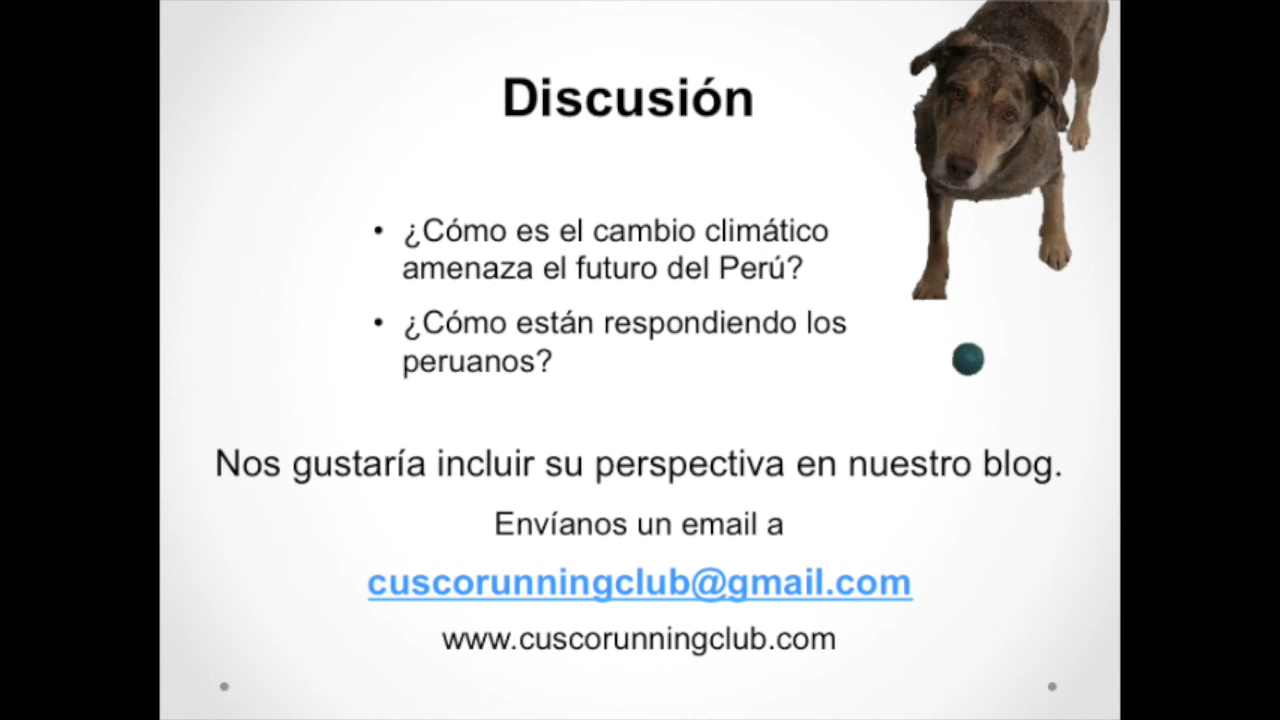 Discusión
• ¿Cómo es el cambio climático
amenaza el futuro del Perú?
• ¿Cómo están respondiendo los
peruanos?
Nos gustaría incluir su perspectiva en nuestro blog.
Envíanos un email a
cuscorunningclub@gmail.com
www.cuscorunningclub.com